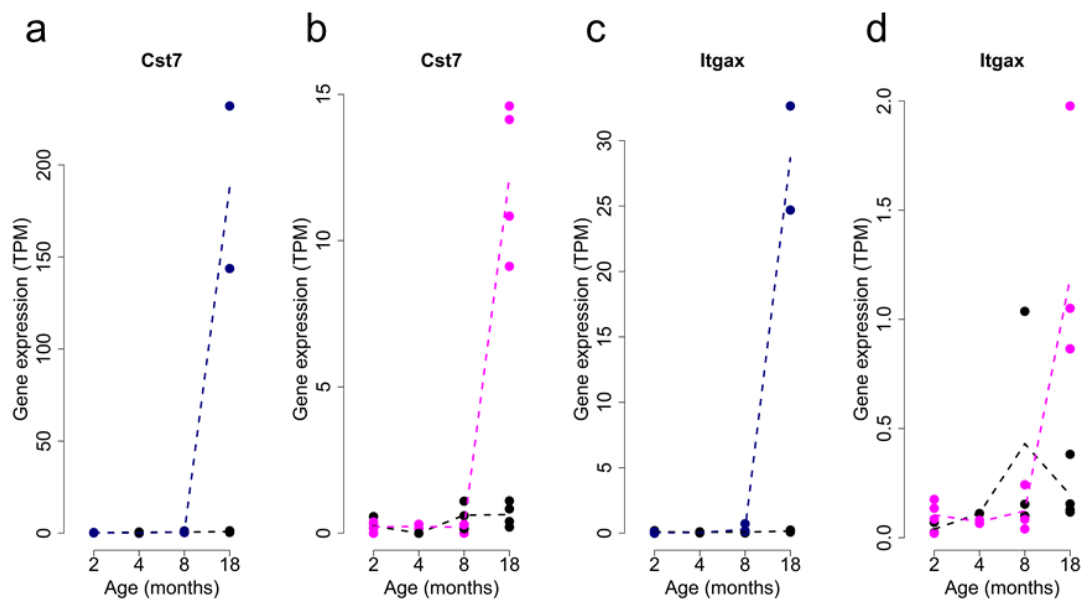 a
Cst7
Gene expression (TPM)
0
50
100
150
200
2 4 8 18
Age (months)
b
Cst7
Gene expression (TPM)
0
5
10
15
2 4 8 18
Age (months)
c
Itgax
Gene expression (TPM)
0
5
10
15
20
25
30
2 4 8 18
Age (months)
d
Itgax
Gene expression (TPM)
0.0
0.5
1.0
1.5
2.0
2 4 8 18
Age (months)